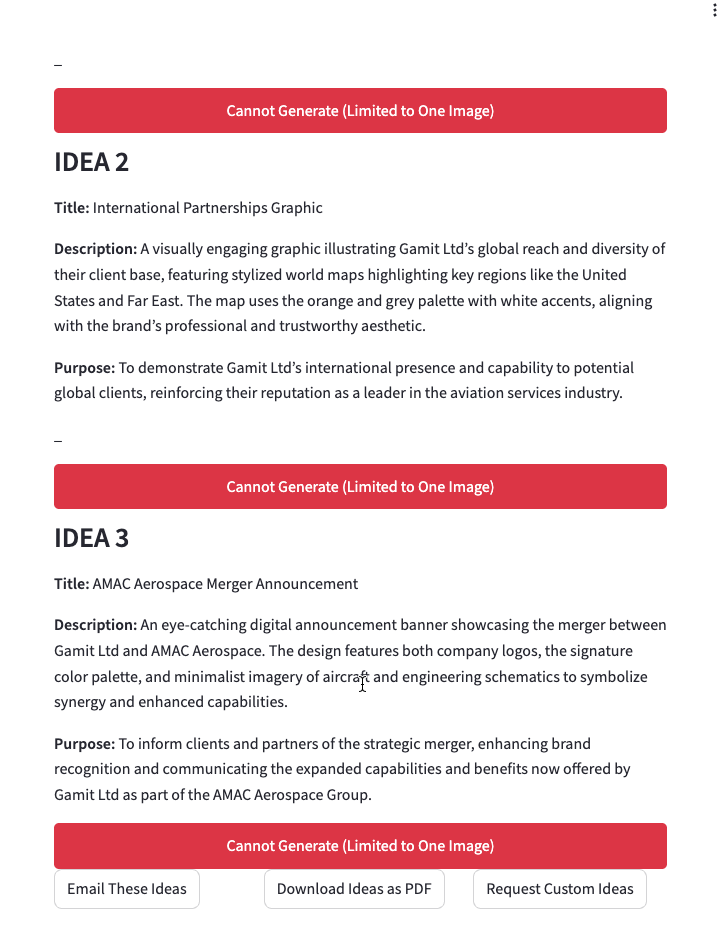 –
Cannot Generate (Limited to One Image)
IDEA 2
Title: International Partnerships Graphic
Description: A visually engaging graphic illustrating Gamit Ltd’s global reach and diversity of
their client base, featuring stylized world maps highlighting key regions like the United
States and Far East. The map uses the orange and grey palette with white accents, aligning
with the brand’s professional and trustworthy aesthetic.
Purpose: To demonstrate Gamit Ltd’s international presence and capability to potential
global clients, reinforcing their reputation as a leader in the aviation services industry.
–
Cannot Generate (Limited to One Image)
IDEA 3
Title: AMAC Aerospace Merger Announcement
Description: An eye-catching digital announcement banner showcasing the merger between
Gamit Ltd and AMAC Aerospace. The design features both company logos, the signature
color palette, and minimalist imagery of aircraft and engineering schematics to symbolize
synergy and enhanced capabilities.
Purpose: To inform clients and partners of the strategic merger, enhancing brand
recognition and communicating the expanded capabilities and benefits now offered by
Gamit Ltd as part of the AMAC Aerospace Group.
Cannot Generate (Limited to One Image)
Email These Ideas Download Ideas as PDF Request Custom Ideas